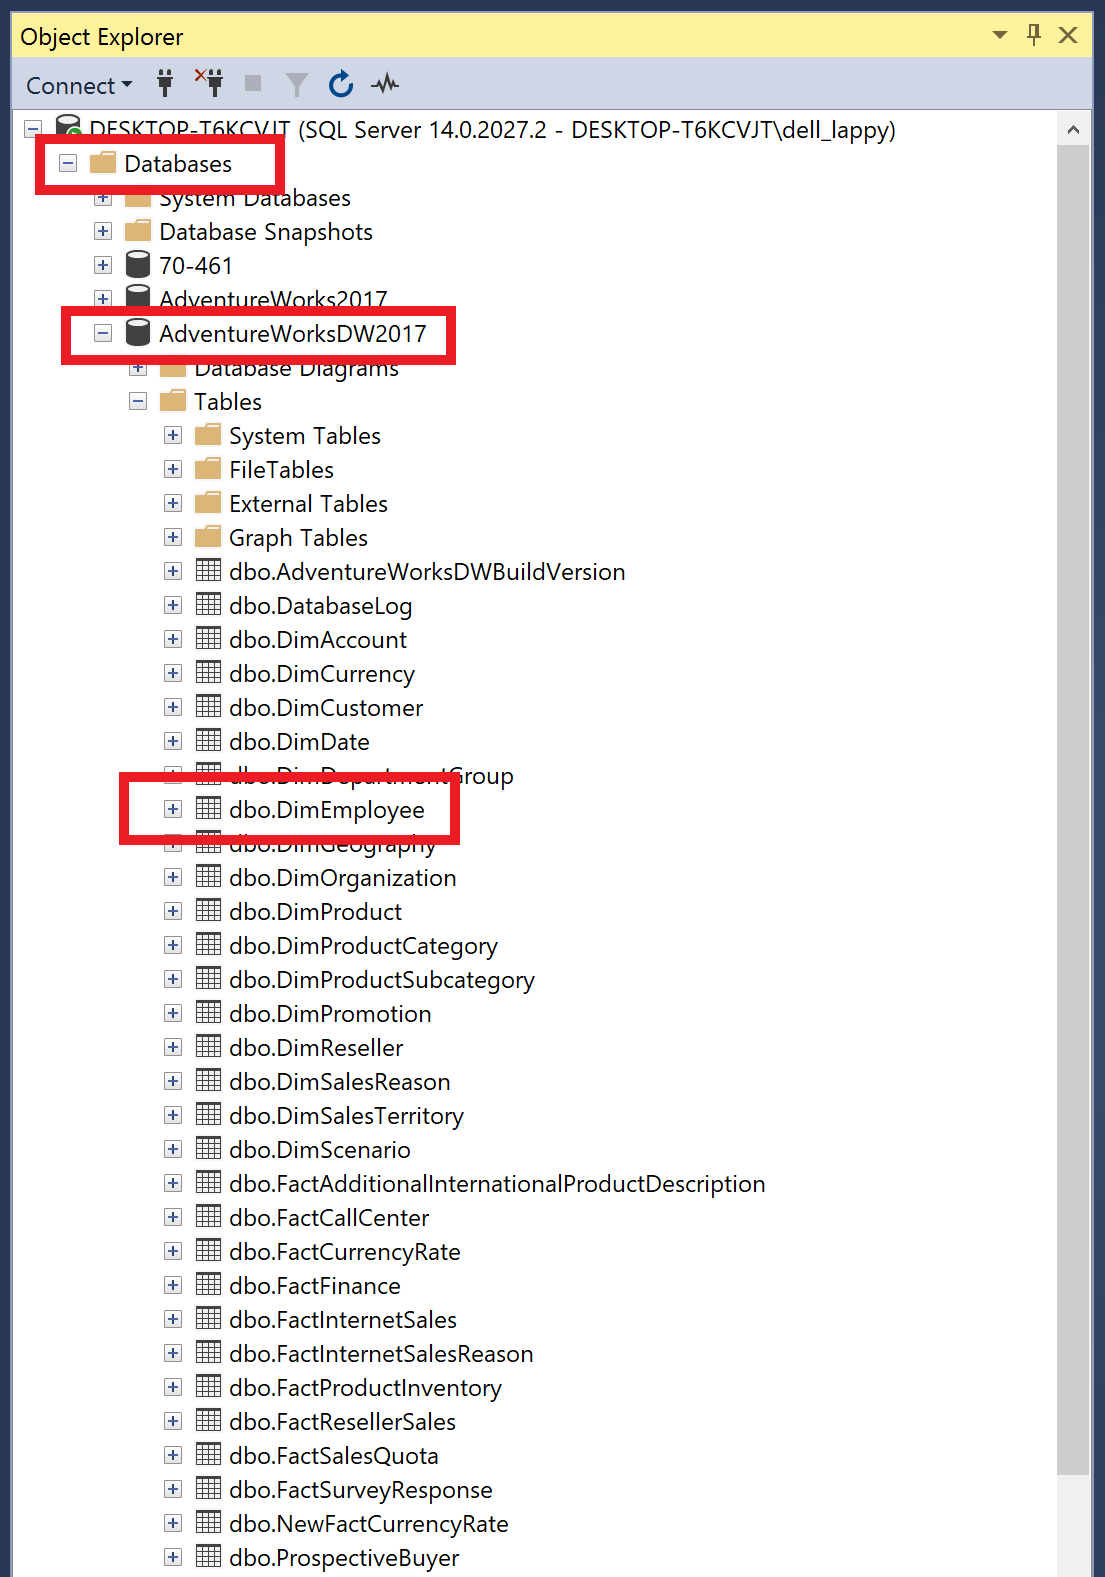 Object Explorer
Connect
DESKTOP-T6KCVJT (SQL Server 14.0.2027.2 - DESKTOP-T6KCVJT\dell_lappy)
Databases
System Databases
Database Snapshots
70-461
AdventureWorks2017
AdventureWorksDW2017
Database Diagrams
Tables
System Tables
FileTables
External Tables
Graph Tables
dbo.AdventureWorksDWBuildVersion
dbo.DatabaseLog
dbo.DimAccount
dbo.DimCurrency
dbo.DimCustomer
dbo.DimDate
dbo.DimDepartmentGroup
dbo.DimEmployee
dbo.DimGeography
dbo.DimOrganization
dbo.DimProduct
dbo.DimProductCategory
dbo.DimProductSubcategory
dbo.DimPromotion
dbo.DimReseller
dbo.DimSalesReason
dbo.DimSalesTerritory
dbo.DimScenario
dbo.FactAdditionalInternationalProductDescription
dbo.FactCallCenter
dbo.FactCurrencyRate
dbo.FactFinance
dbo.FactInternetSales
dbo.FactInternetSalesReason
dbo.FactProductInventory
dbo.FactResellerSales
dbo.FactSalesQuota
dbo.FactSurveyResponse
dbo.NewFactCurrencyRate
dbo.ProspectiveBuyer